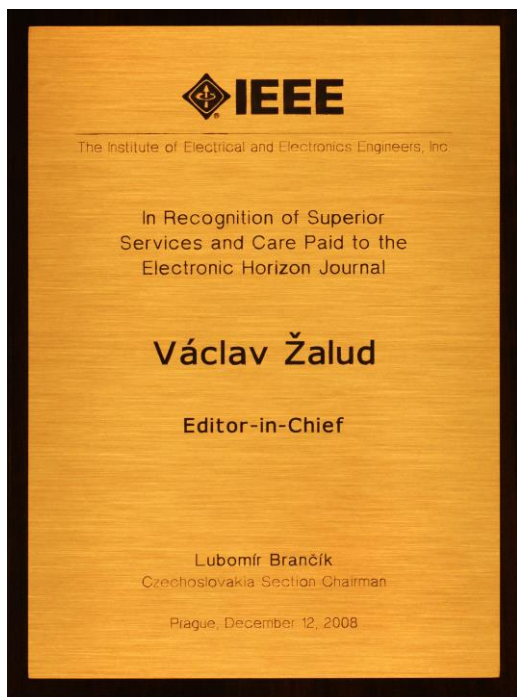 IEEE
The Institute of Electrical and Electronics Engineers, Inc.
In Recognition of Superior
Services and Care Paid to the
Electronic Horizon Journal
Václav Žalud
Editor-in-Chief
Lubomír Brančík
Czechoslovakia Section Chairman
Prague, December 12, 2008